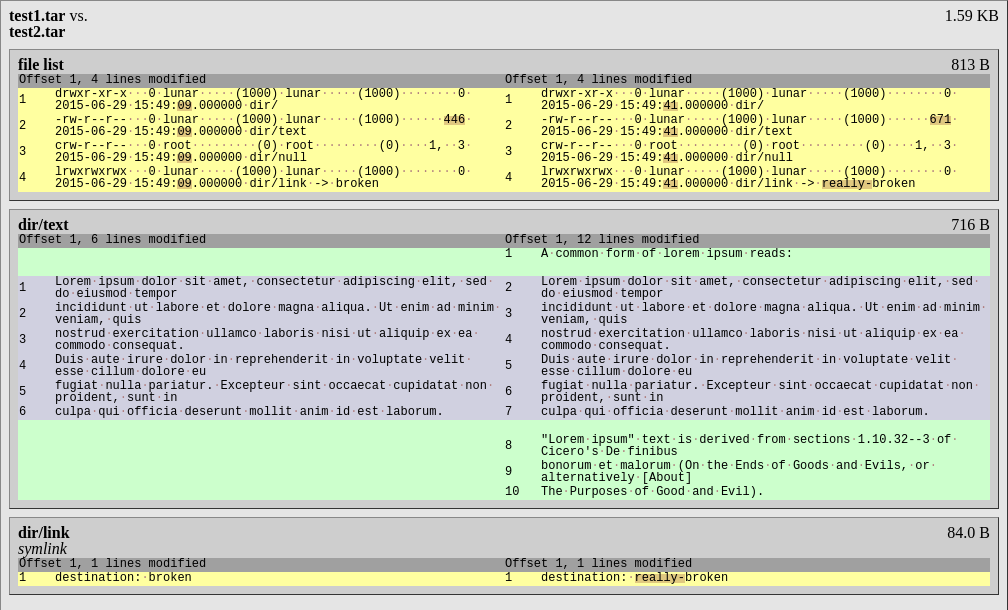 test1.tar vs. 1.59 KB
test2.tar
file list 813 B
Offset 1, 4 lines modified Offset 1, 4 lines modified
1 drwxr-xr-x···0·lunar·····(1000)·lunar·····(1000)········0· 1 drwxr-xr-x···0·lunar·····(1000)·lunar·····(1000)········0·
2015-06-29·15:49:09.000000·dir/ 2015-06-29·15:49:41.000000·dir/
2 -rw-r--r--···0·lunar·····(1000)·lunar·····(1000)······446· 2 -rw-r--r--···0·lunar·····(1000)·lunar·····(1000)······671·
2015-06-29·15:49:09.000000·dir/text 2015-06-29·15:49:41.000000·dir/text
3 crw-r--r--···0·root·········(0)·root·········(0)····1,··3· 3 crw-r--r--···0·root·········(0)·root·········(0)····1,··3·
2015-06-29·15:49:09.000000·dir/null 2015-06-29·15:49:41.000000·dir/null
4 lrwxrwxrwx···0·lunar·····(1000)·lunar·····(1000)········0· 4 lrwxrwxrwx···0·lunar·····(1000)·lunar·····(1000)········0·
2015-06-29·15:49:09.000000·dir/link·->·broken 2015-06-29·15:49:41.000000·dir/link·->·really-broken
dir/text 716 B
Offset 1, 6 lines modified Offset 1, 12 lines modified
1 A·common·form·of·lorem·ipsum·reads:
1 Lorem·ipsum·dolor·sit·amet,·consectetur·adipiscing·elit,·sed· 2 Lorem·ipsum·dolor·sit·amet,·consectetur·adipiscing·elit,·sed·
do·eiusmod·tempor do·eiusmod·tempor
2 incididunt·ut·labore·et·dolore·magna·aliqua.·Ut·enim·ad·minim· 3 incididunt·ut·labore·et·dolore·magna·aliqua.·Ut·enim·ad·minim·
veniam,·quis veniam,·quis
3 nostrud·exercitation·ullamco·laboris·nisi·ut·aliquip·ex·ea· 4 nostrud·exercitation·ullamco·laboris·nisi·ut·aliquip·ex·ea·
commodo·consequat. commodo·consequat.
4 Duis·aute·irure·dolor·in·reprehenderit·in·voluptate·velit· 5 Duis·aute·irure·dolor·in·reprehenderit·in·voluptate·velit·
esse·cillum·dolore·eu esse·cillum·dolore·eu
5 fugiat·nulla·pariatur.·Excepteur·sint·occaecat·cupidatat·non· 6 fugiat·nulla·pariatur.·Excepteur·sint·occaecat·cupidatat·non·
proident,·sunt·in proident,·sunt·in
6 culpa·qui·officia·deserunt·mollit·anim·id·est·laborum. 7 culpa·qui·officia·deserunt·mollit·anim·id·est·laborum.
8 "Lorem·ipsum"·text·is·derived·from·sections·1.10.32--3·of·
Cicero's·De·finibus
9 bonorum·et·malorum·(On·the·Ends·of·Goods·and·Evils,·or·
alternatively·[About]
10 The·Purposes·of·Good·and·Evil).
dir/link 84.0 B
symlink
Offset 1, 1 lines modified Offset 1, 1 lines modified
1 destination:·broken 1 destination:·really-broken